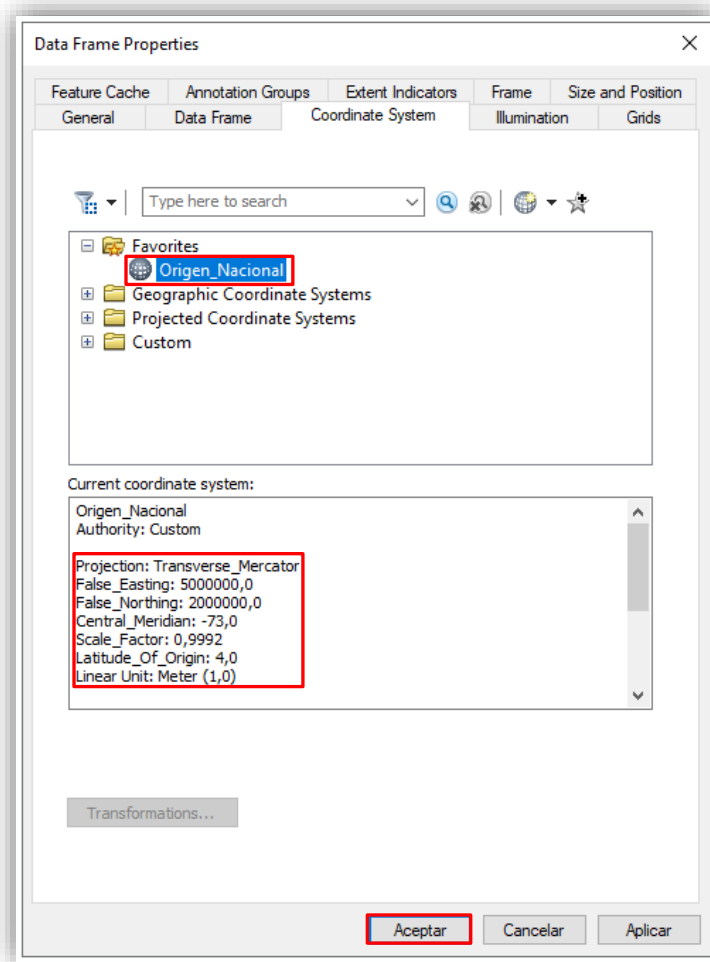 Data Frame Properties
Feature Cache Annotation Groups Extent Indicators Frame Size and Position
General Data Frame Coordinate System Illumination Grids
Type here to search
Favorites
Origen_Nacional
Geographic Coordinate Systems
Projected Coordinate Systems
Custom
Current coordinate system:
Origen_Nacional
Authority: Custom
Projection: Transverse_Mercator
False_Easting: 5000000,0
False_Northing: 2000000,0
Central_Meridian: -73,0
Scale_Factor: 0,9992
Latitude_Of_Origin: 4,0
Linear Unit: Meter (1,0)
Transformations...
Aceptar Cancelar Aplicar